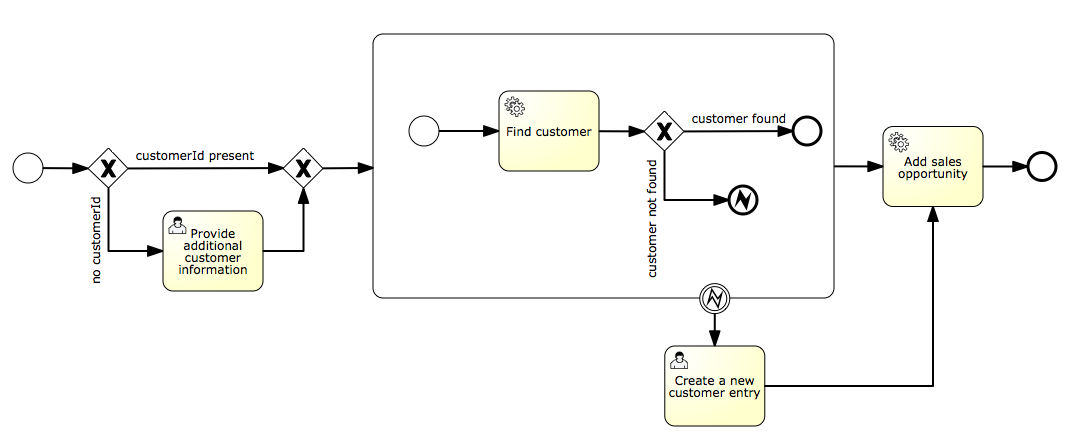 customerId present
no customerId
Provide
additional
customer
information
Find customer
customer found
customer not found
Add sales
opportunity
Create a new
customer entry